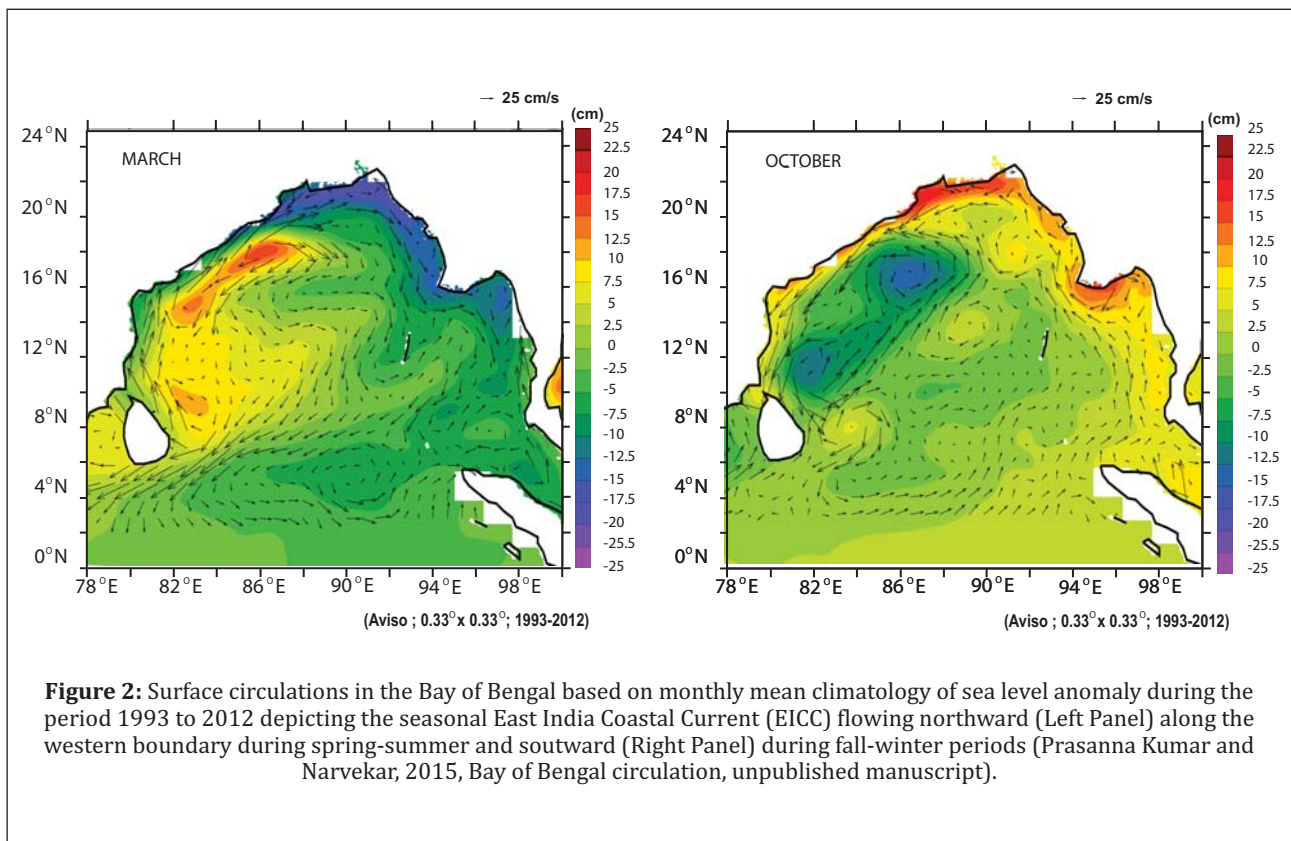 → 25 cm/s
(cm)
24°N
20°N
16°N
12°N
8°N
4°N
0°N
MARCH
25
22.5
20
17.5
15
12.5
10
7.5
5
2.5
0
-2.5
-5
-7.5
-10
-12.5
-15
-17.5
-20
-25.5
-25
78°E 82°E 86°E 90°E 94°E 98°E
(Aviso ; 0.33° x 0.33°; 1993-2012)
→ 25 cm/s
(cm)
24°N
20°N
16°N
12°N
8°N
4°N
0°N
OCTOBER
25
22.5
20
17.5
15
12.5
10
7.5
5
2.5
0
-2.5
-5
-7.5
-10
-12.5
-15
-17.5
-20
-25.5
-25
78°E 82°E 86°E 90°E 94°E 98°E
(Aviso ; 0.33° x 0.33°; 1993-2012)
Figure 2: Surface circulations in the Bay of Bengal based on monthly mean climatology of sea level anomaly during the
period 1993 to 2012 depicting the seasonal East India Coastal Current (EICC) flowing northward (Left Panel) along the
western boundary during spring-summer and soutward (Right Panel) during fall-winter periods (Prasanna Kumar and
Narvekar, 2015, Bay of Bengal circulation, unpublished manuscript).